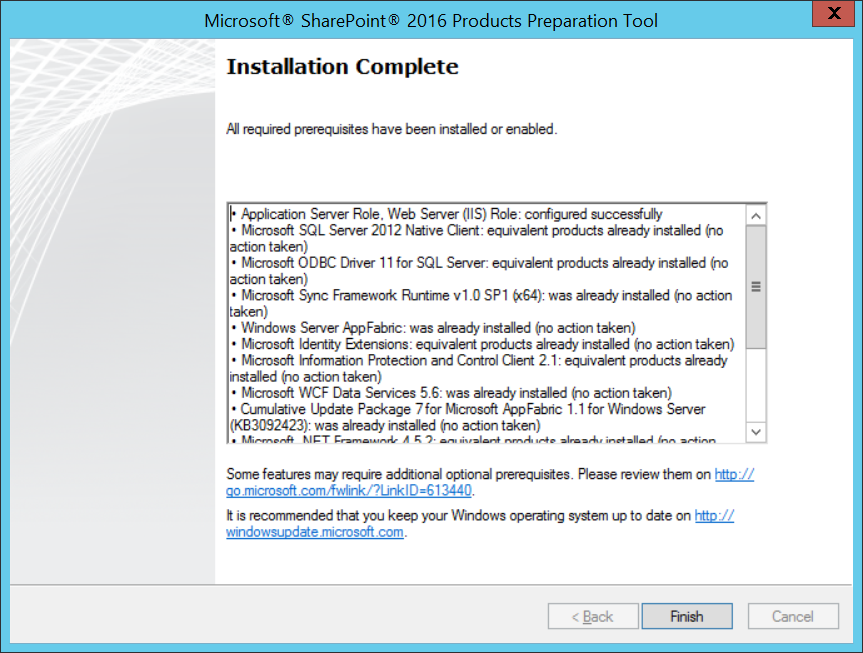 Microsoft® SharePoint® 2016 Products Preparation Tool
Installation Complete
All required prerequisites have been installed or enabled.
• Application Server Role, Web Server (IIS) Role: configured successfully
• Microsoft SQL Server 2012 Native Client: equivalent products already installed (no
action taken)
• Microsoft ODBC Driver 11 for SQL Server: equivalent products already installed (no
action taken)
• Microsoft Sync Framework Runtime v1.0 SP1 (x64): was already installed (no action
taken)
• Windows Server AppFabric: was already installed (no action taken)
• Microsoft Identity Extensions: equivalent products already installed (no action taken)
• Microsoft Information Protection and Control Client 2.1: equivalent products already
installed (no action taken)
• Microsoft WCF Data Services 5.6: was already installed (no action taken)
• Cumulative Update Package 7 for Microsoft AppFabric 1.1 for Windows Server
(KB3092423): was already installed (no action taken)
• Microsoft .NET Framework 4.5.2: equivalent products already installed (no action
Some features may require additional optional prerequisites. Please review them on http://
go.microsoft.com/fwlink/?LinkID=613440.
It is recommended that you keep your Windows operating system up to date on http://
windowsupdate.microsoft.com.
< Back
Finish
Cancel